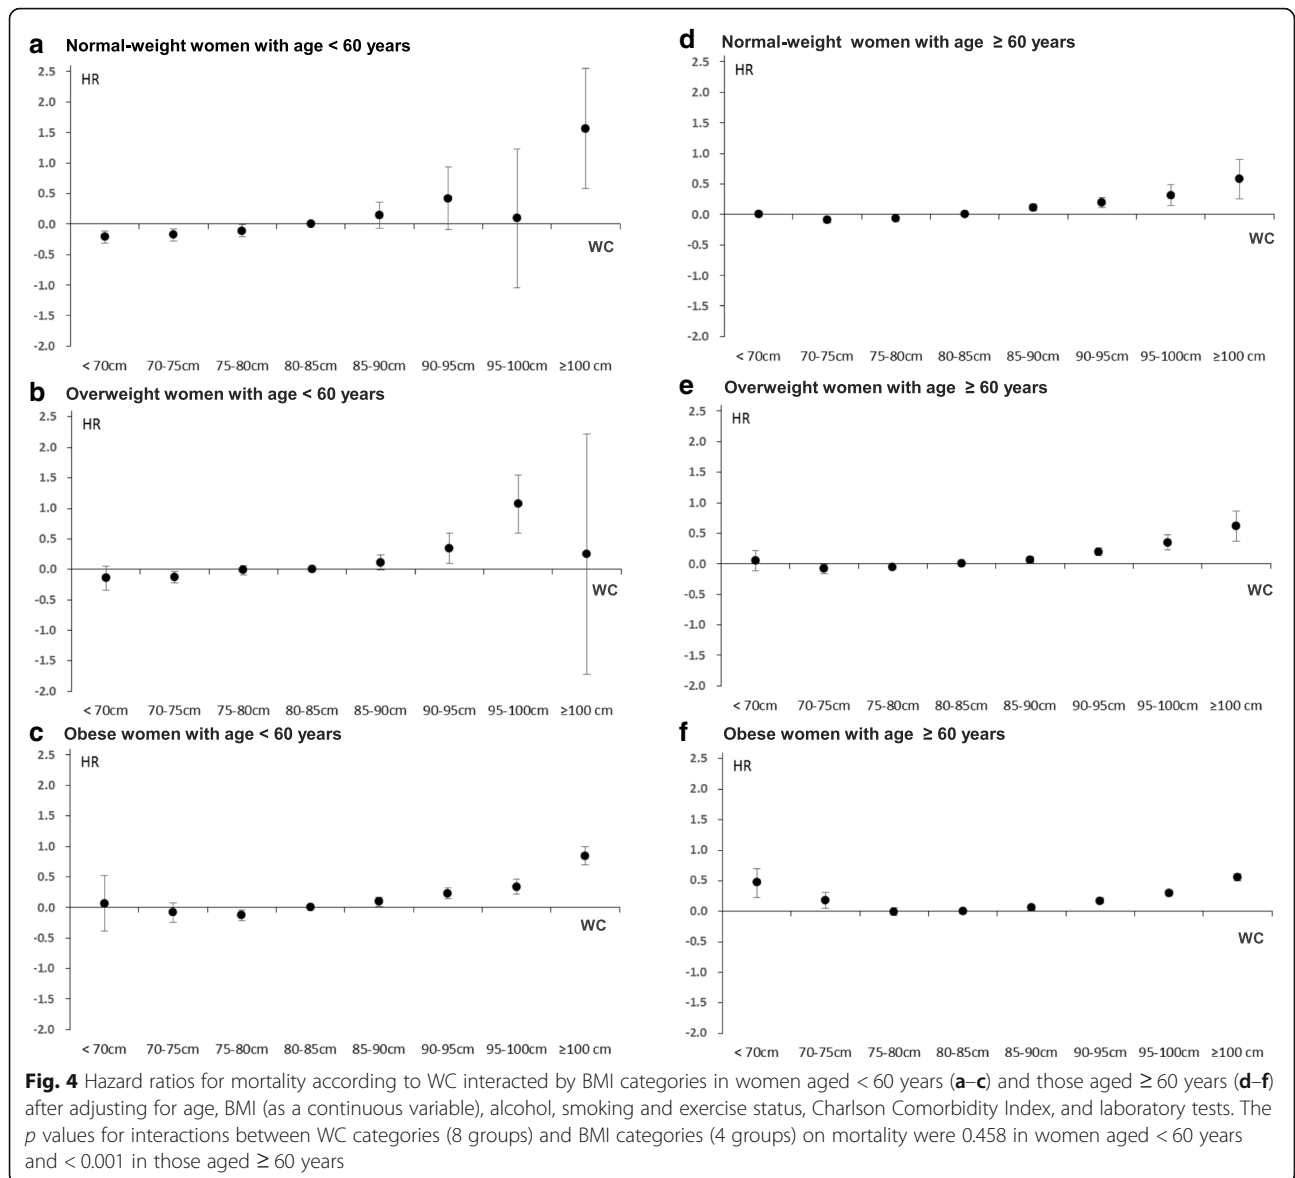 a Normal-weight women with age < 60 years
HR
2.5
2.0
1.5
1.0
0.5
0.0
-0.5
-1.0
-1.5
-2.0
WC
< 70cm 70-75cm 75-80cm 80-85cm 85-90cm 90-95cm 95-100cm ≥100 cm
b Overweight women with age < 60 years
HR
2.5
2.0
1.5
1.0
0.5
0.0
-0.5
-1.0
-1.5
-2.0
WC
< 70cm 70-75cm 75-80cm 80-85cm 85-90cm 90-95cm 95-100cm ≥100 cm
c Obese women with age < 60 years
HR
2.5
2.0
1.5
1.0
0.5
0.0
-0.5
-1.0
-1.5
-2.0
WC
< 70cm 70-75cm 75-80cm 80-85cm 85-90cm 90-95cm 95-100cm ≥100 cm
d Normal-weight women with age ≥ 60 years
HR
2.5
2.0
1.5
1.0
0.5
0.0
-0.5
-1.0
-1.5
-2.0
WC
< 70cm 70-75cm 75-80cm 80-85cm 85-90cm 90-95cm 95-100cm ≥100 cm
e Overweight women with age ≥ 60 years
HR
2.5
2.0
1.5
1.0
0.5
0.0
-0.5
-1.0
-1.5
-2.0
WC
< 70cm 70-75cm 75-80cm 80-85cm 85-90cm 90-95cm 95-100cm ≥100 cm
f Obese women with age ≥ 60 years
HR
2.5
2.0
1.5
1.0
0.5
0.0
-0.5
-1.0
-1.5
-2.0
WC
< 70cm 70-75cm 75-80cm 80-85cm 85-90cm 90-95cm 95-100cm ≥100 cm
Fig. 4 Hazard ratios for mortality according to WC interacted by BMI categories in women aged < 60 years (a–c) and those aged ≥ 60 years (d–f)
after adjusting for age, BMI (as a continuous variable), alcohol, smoking and exercise status, Charlson Comorbidity Index, and laboratory tests. The
p values for interactions between WC categories (8 groups) and BMI categories (4 groups) on mortality were 0.458 in women aged < 60 years
and < 0.001 in those aged ≥ 60 years